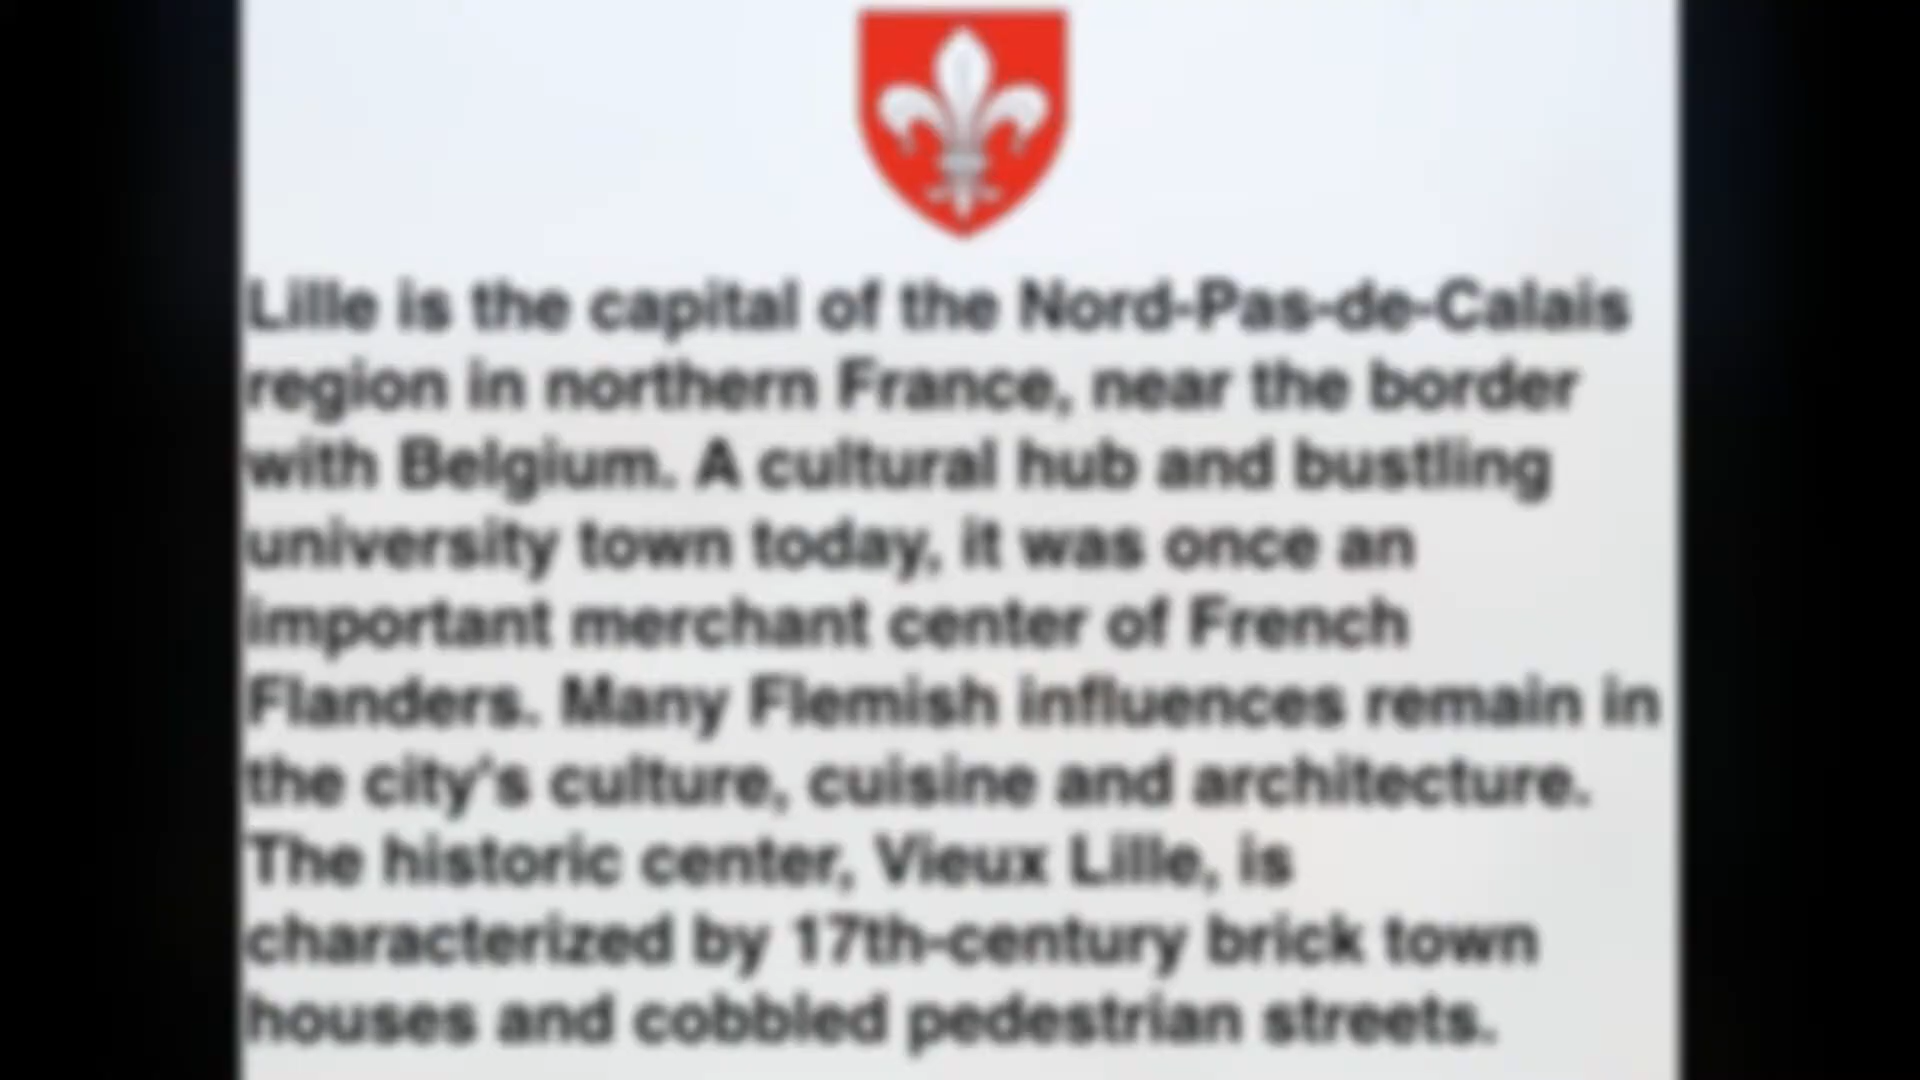 Lille is the capital of the Nord-Pas-de-Calais
region in northern France, near the border
with Belgium. A cultural hub and bustling
university town today, it was once an
important merchant center of French
Flanders. Many Flemish influences remain in
the city's culture, cuisine and architecture.
The historic center, Vieux Lille, is
characterized by 17th-century brick town
houses and cobbled pedestrian streets.